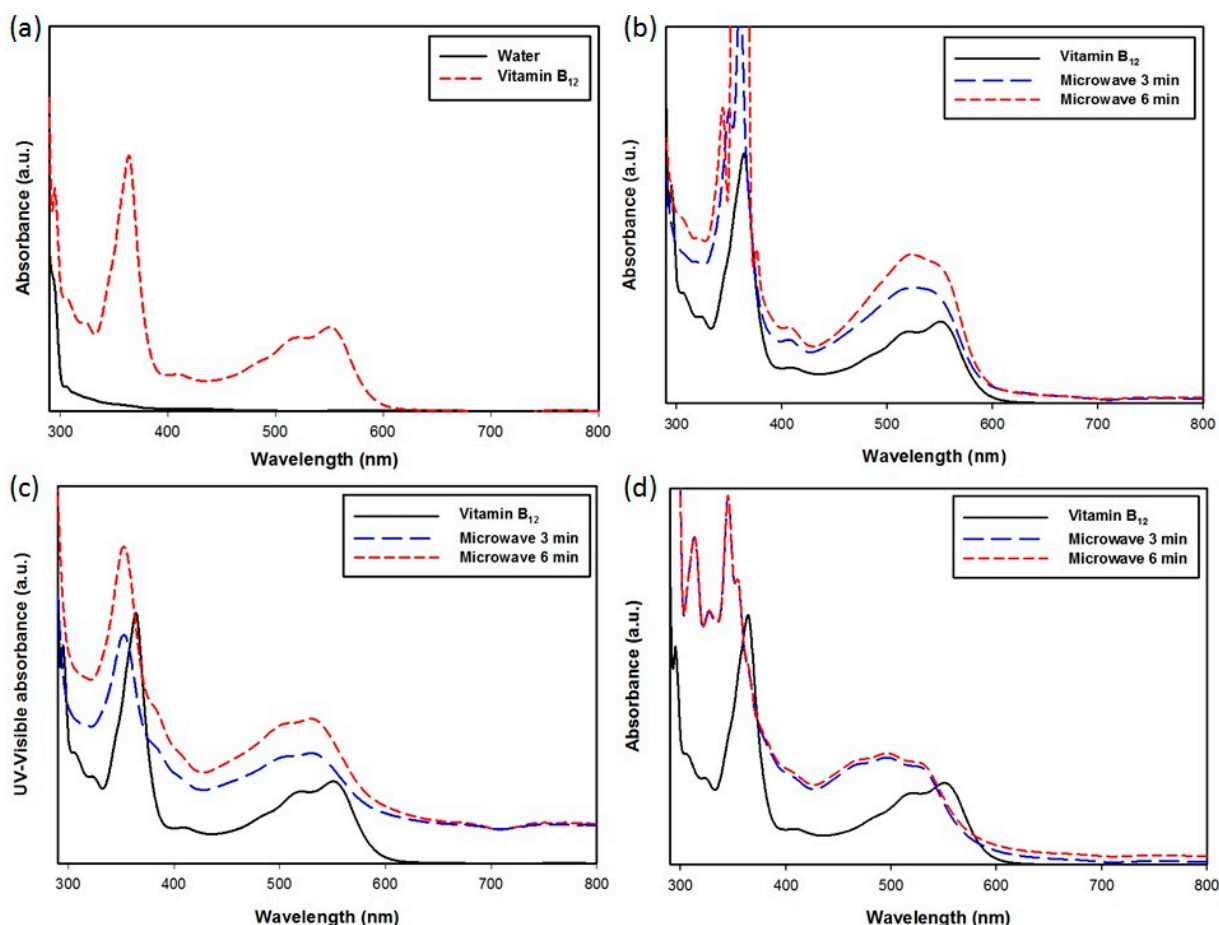 (a)
Water
Vitamin B12
Absorbance (a.u.)
300 400 500 600 700 800
Wavelength (nm)
(b)
Vitamin B12
Microwave 3 min
Microwave 6 min
Absorbance (a.u.)
300 400 500 600 700 800
Wavelength (nm)
(c)
Vitamin B12
Microwave 3 min
Microwave 6 min
UV-Visible absorbance (a.u.)
300 400 500 600 700 800
Wavelength (nm)
(d)
Vitamin B12
Microwave 3 min
Microwave 6 min
Absorbance (a.u.)
300 400 500 600 700 800
Wavelength (nm)